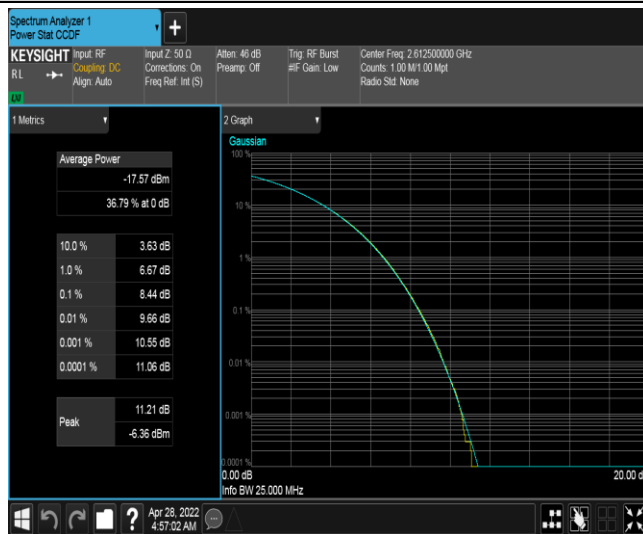 Spectrum Analyzer 1
Power Stat CCDF
+
KEYSIGHT
RL
LM
Input: RF
Coupling: DC
Align: Auto
Input Z: 50 Ω
Corrections: On
Freq Ref: Int (S)
Atten: 46 dB
Preamp: Off
Trig: RF Burst
#IF Gain: Low
Center Freq: 2.612500000 GHz
Counts: 1.00 M/1.00 Mpt
Radio Std: None
1 Metrics
Average Power
-17.57 dBm
36.79 % at 0 dB
10.0 % 3.63 dB
1.0 % 6.67 dB
0.1 % 8.44 dB
0.01 % 9.66 dB
0.001 % 10.55 dB
0.0001 % 11.06 dB
Peak
11.21 dB
-6.36 dBm
2 Graph
Gaussian
100 %
10 %
1 %
0.1 %
0.01 %
0.001 %
0.0001 %
0.00 dB
20.00 d
Info BW 25.000 MHz
?
Apr 28, 2022
4:57:02 AM